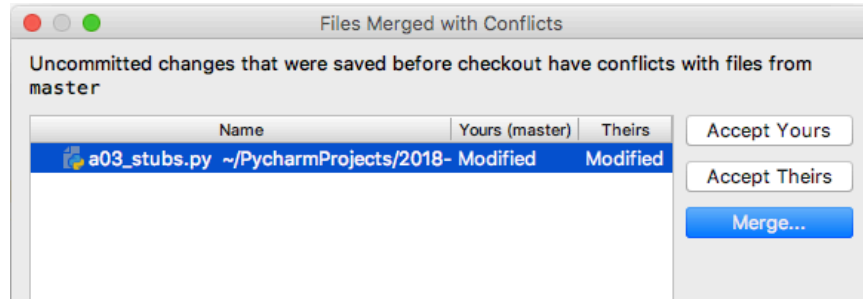 Files Merged with Conflicts
Uncommitted changes that were saved before checkout have conflicts with files from
master
Name Yours (master) Theirs
a03_stubs.py ~/PycharmProjects/2018- Modified Modified
Accept Yours
Accept Theirs
Merge...